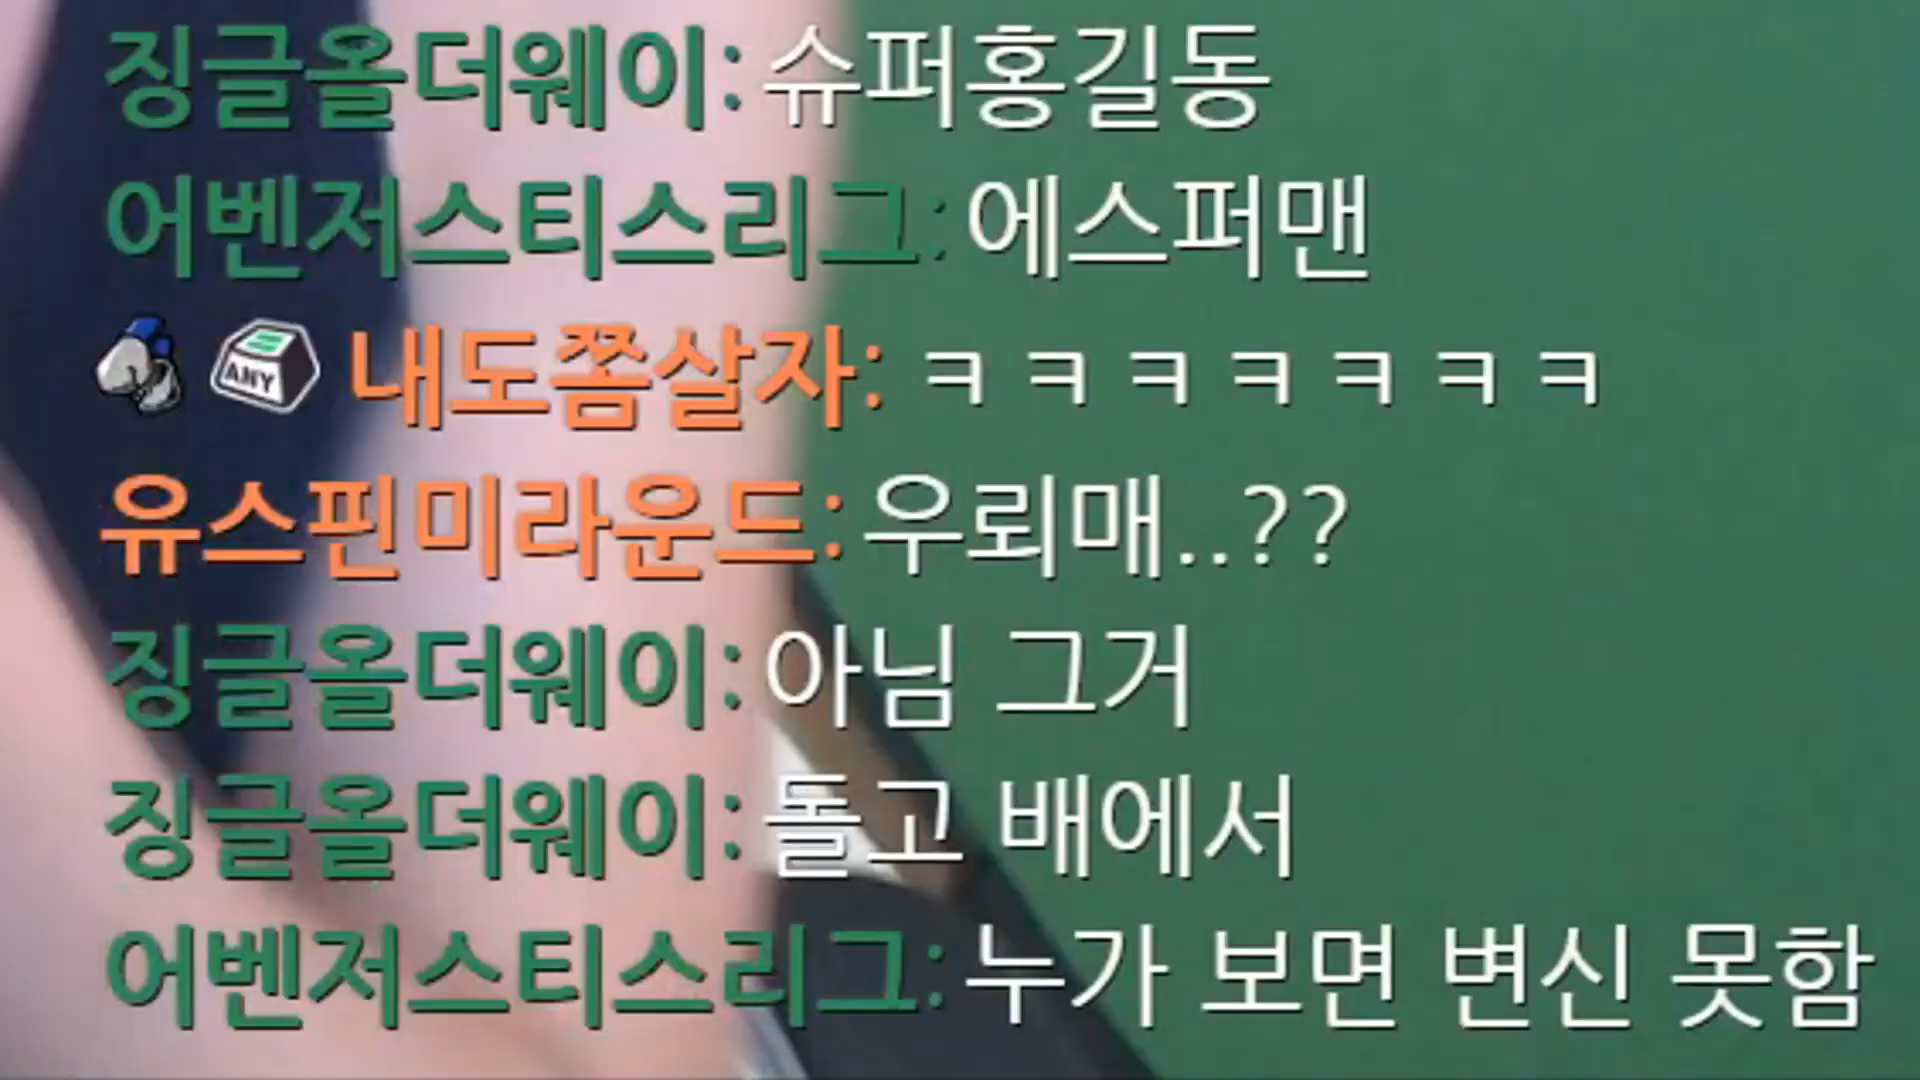 징글올더웨이: 슈퍼홍길동
어벤저스티스리그: 에스퍼맨
ANY 내도쫌살자: ㅋㅋㅋㅋㅋㅋㅋ
유스핀미라운드: 우뢰매..??
징글올더웨이: 아님 그거
징글올더웨이: 돌고 배에서
어벤저스티스리그: 누가 보면 변신 못함